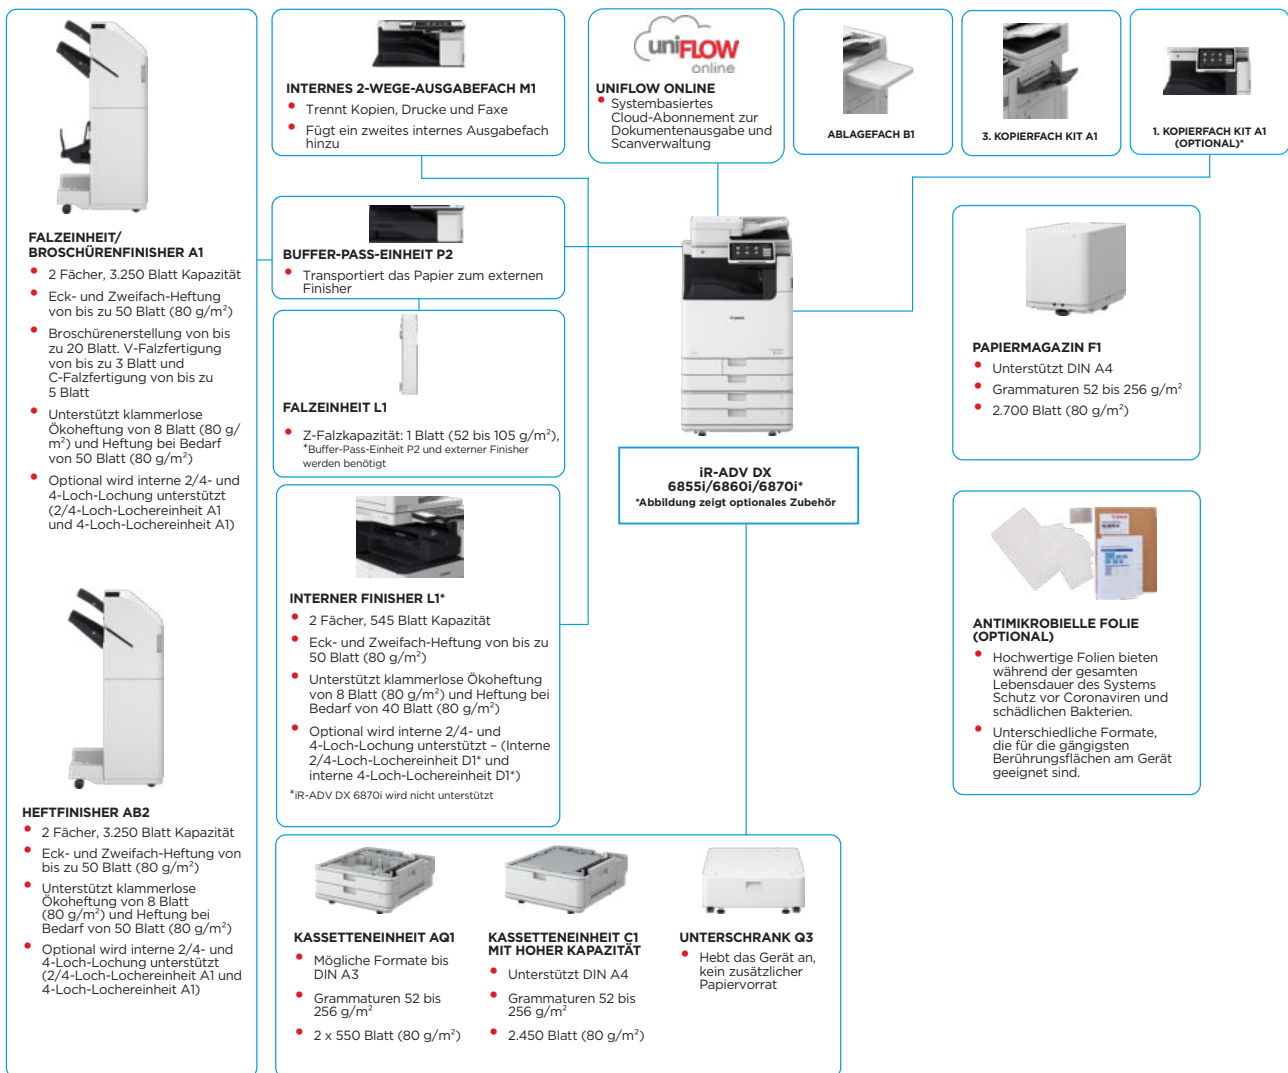 FALZEINHEIT/
BROSCHÜRENFINISHER A1
• 2 Fächer, 3.250 Blatt Kapazität
• Eck- und Zweifach-Heftung
von bis zu 50 Blatt (80 g/m²)
• Broschürenerstellung von bis
zu 20 Blatt. V-Falzfertigung
von bis zu 3 Blatt und
C-Falzfertigung von bis zu
5 Blatt
• Unterstützt klammerlose
Ökoheftung von 8 Blatt (80 g/
m²) und Heftung bei Bedarf
von 50 Blatt (80 g/m²)
• Optional wird interne 2/4- und
4-Loch-Lochung unterstützt
(2/4-Loch-Lochereinheit A1
und 4-Loch-Lochereinheit A1)
HEFTFINISHER AB2
• 2 Fächer, 3.250 Blatt Kapazität
• Eck- und Zweifach-Heftung von
bis zu 50 Blatt (80 g/m²)
• Unterstützt klammerlose
Ökoheftung von 8 Blatt
(80 g/m²) und Heftung bei
Bedarf von 50 Blatt (80 g/m²)
• Optional wird interne 2/4- und
4-Loch-Lochung unterstützt
(2/4-Loch-Lochereinheit A1 und
4-Loch-Lochereinheit A1)
INTERNES 2-WEGE-AUSGABEFACH M1
• Trennt Kopien, Drucke und Faxe
• Fügt ein zweites internes Ausgabefach
hinzu
BUFFER-PASS-EINHEIT P2
• Transportiert das Papier zum externen
Finisher
FALZEINHEIT L1
• Z-Falzkapazität: 1 Blatt (52 bis 105 g/m²),
*Buffer-Pass-Einheit P2 und externer Finisher
werden benötigt
INTERNER FINISHER L1*
• 2 Fächer, 545 Blatt Kapazität
• Eck- und Zweifach-Heftung von bis zu
50 Blatt (80 g/m²)
• Unterstützt klammerlose Ökoheftung
von 8 Blatt (80 g/m²) und Heftung bei
Bedarf von 40 Blatt (80 g/m²)
• Optional wird interne 2/4- und
4-Loch-Lochung unterstützt – (Interne
2/4-Loch-Lochereinheit D1* und
interne 4-Loch-Lochereinheit D1*)
*iR-ADV DX 6870i wird nicht unterstützt
uniFLOW
online
UNIFLOW ONLINE
• Systembasiertes
Cloud-Abonnement zur
Dokumentenausgabe und
Scanverwaltung
ABLAGEFACH B1
3. KOPIERFACH KIT A1
1. KOPIERFACH KIT A1
(OPTIONAL)*
Canon
iR-ADV DX
6855i/6860i/6870i*
*Abbildung zeigt optionales Zubehör
PAPIERMAGAZIN F1
• Unterstützt DIN A4
• Grammaturen 52 bis 256 g/m²
• 2.700 Blatt (80 g/m²)
ANTIMIKROBIELLE FOLIE
(OPTIONAL)
• Hochwertige Folien bieten
während der gesamten
Lebensdauer des Systems
Schutz vor Coronaviren und
schädlichen Bakterien.
• Unterschiedliche Formate,
die für die gängigsten
Berührungsflächen am Gerät
geeignet sind.
KASSETTENEINHEIT AQ1
• Mögliche Formate bis
DIN A3
• Grammaturen 52 bis
256 g/m²
• 2 x 550 Blatt (80 g/m²)
KASSETTENEINHEIT C1
MIT HOHER KAPAZITÄT
• Unterstützt DIN A4
• Grammaturen 52 bis
256 g/m²
• 2.450 Blatt (80 g/m²)
UNTERSCHRANK Q3
• Hebt das Gerät an,
kein zusätzlicher
Papiervorrat